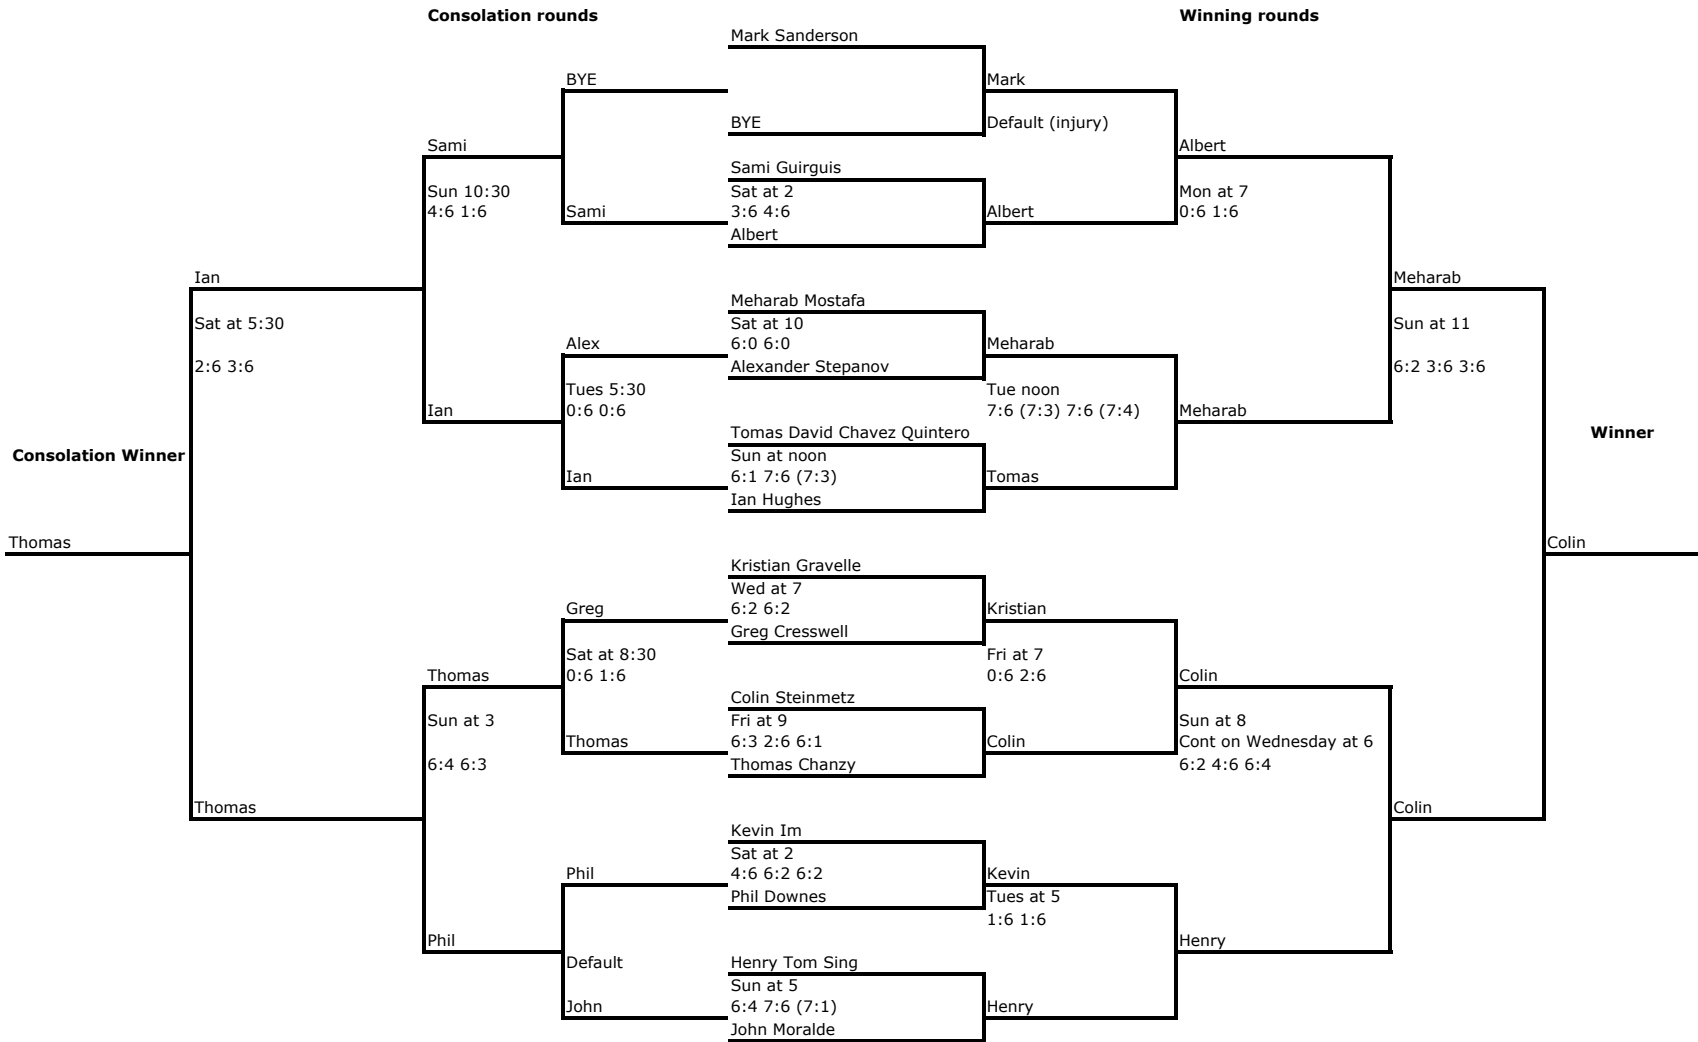 Consolation rounds
Winning rounds
Mark Sanderson
BYE
Mark
BYE
Default (injury)
Sami
Albert
Sami Guirguis
Sun 10:30
Sat at 2
Mon at 7
4:6 1:6
Sami
3:6 4:6
Albert
0:6 1:6
Albert
Ian
Meharab
Meharab Mostafa
Sat at 5:30
Sat at 10
Sun at 11
Alex
6:0 6:0
Meharab
2:6 3:6
Alexander Stepanov
6:2 3:6 3:6
Tues 5:30
Tue noon
Ian
0:6 0:6
7:6 (7:3) 7:6 (7:4)
Meharab
Tomas David Chavez Quintero
Winner
Consolation Winner
Sun at noon
Ian
6:1 7:6 (7:3)
Tomas
Ian Hughes
Thomas
Colin
Kristian Gravelle
Wed at 7
Greg
6:2 6:2
Kristian
Greg Cresswell
Sat at 8:30
Fri at 7
Thomas
0:6 1:6
0:6 2:6
Colin
Colin Steinmetz
Sun at 3
Fri at 9
Sun at 8
Thomas
6:3 2:6 6:1
Colin
Cont on Wednesday at 6
6:4 6:3
Thomas Chanzy
6:2 4:6 6:4
Thomas
Colin
Kevin Im
Sat at 2
Phil
4:6 6:2 6:2
Kevin
Phil Downes
Tues at 5
1:6 1:6
Phil
Henry
Default
Henry Tom Sing
Sun at 5
John
6:4 7:6 (7:1)
Henry
John Moralde